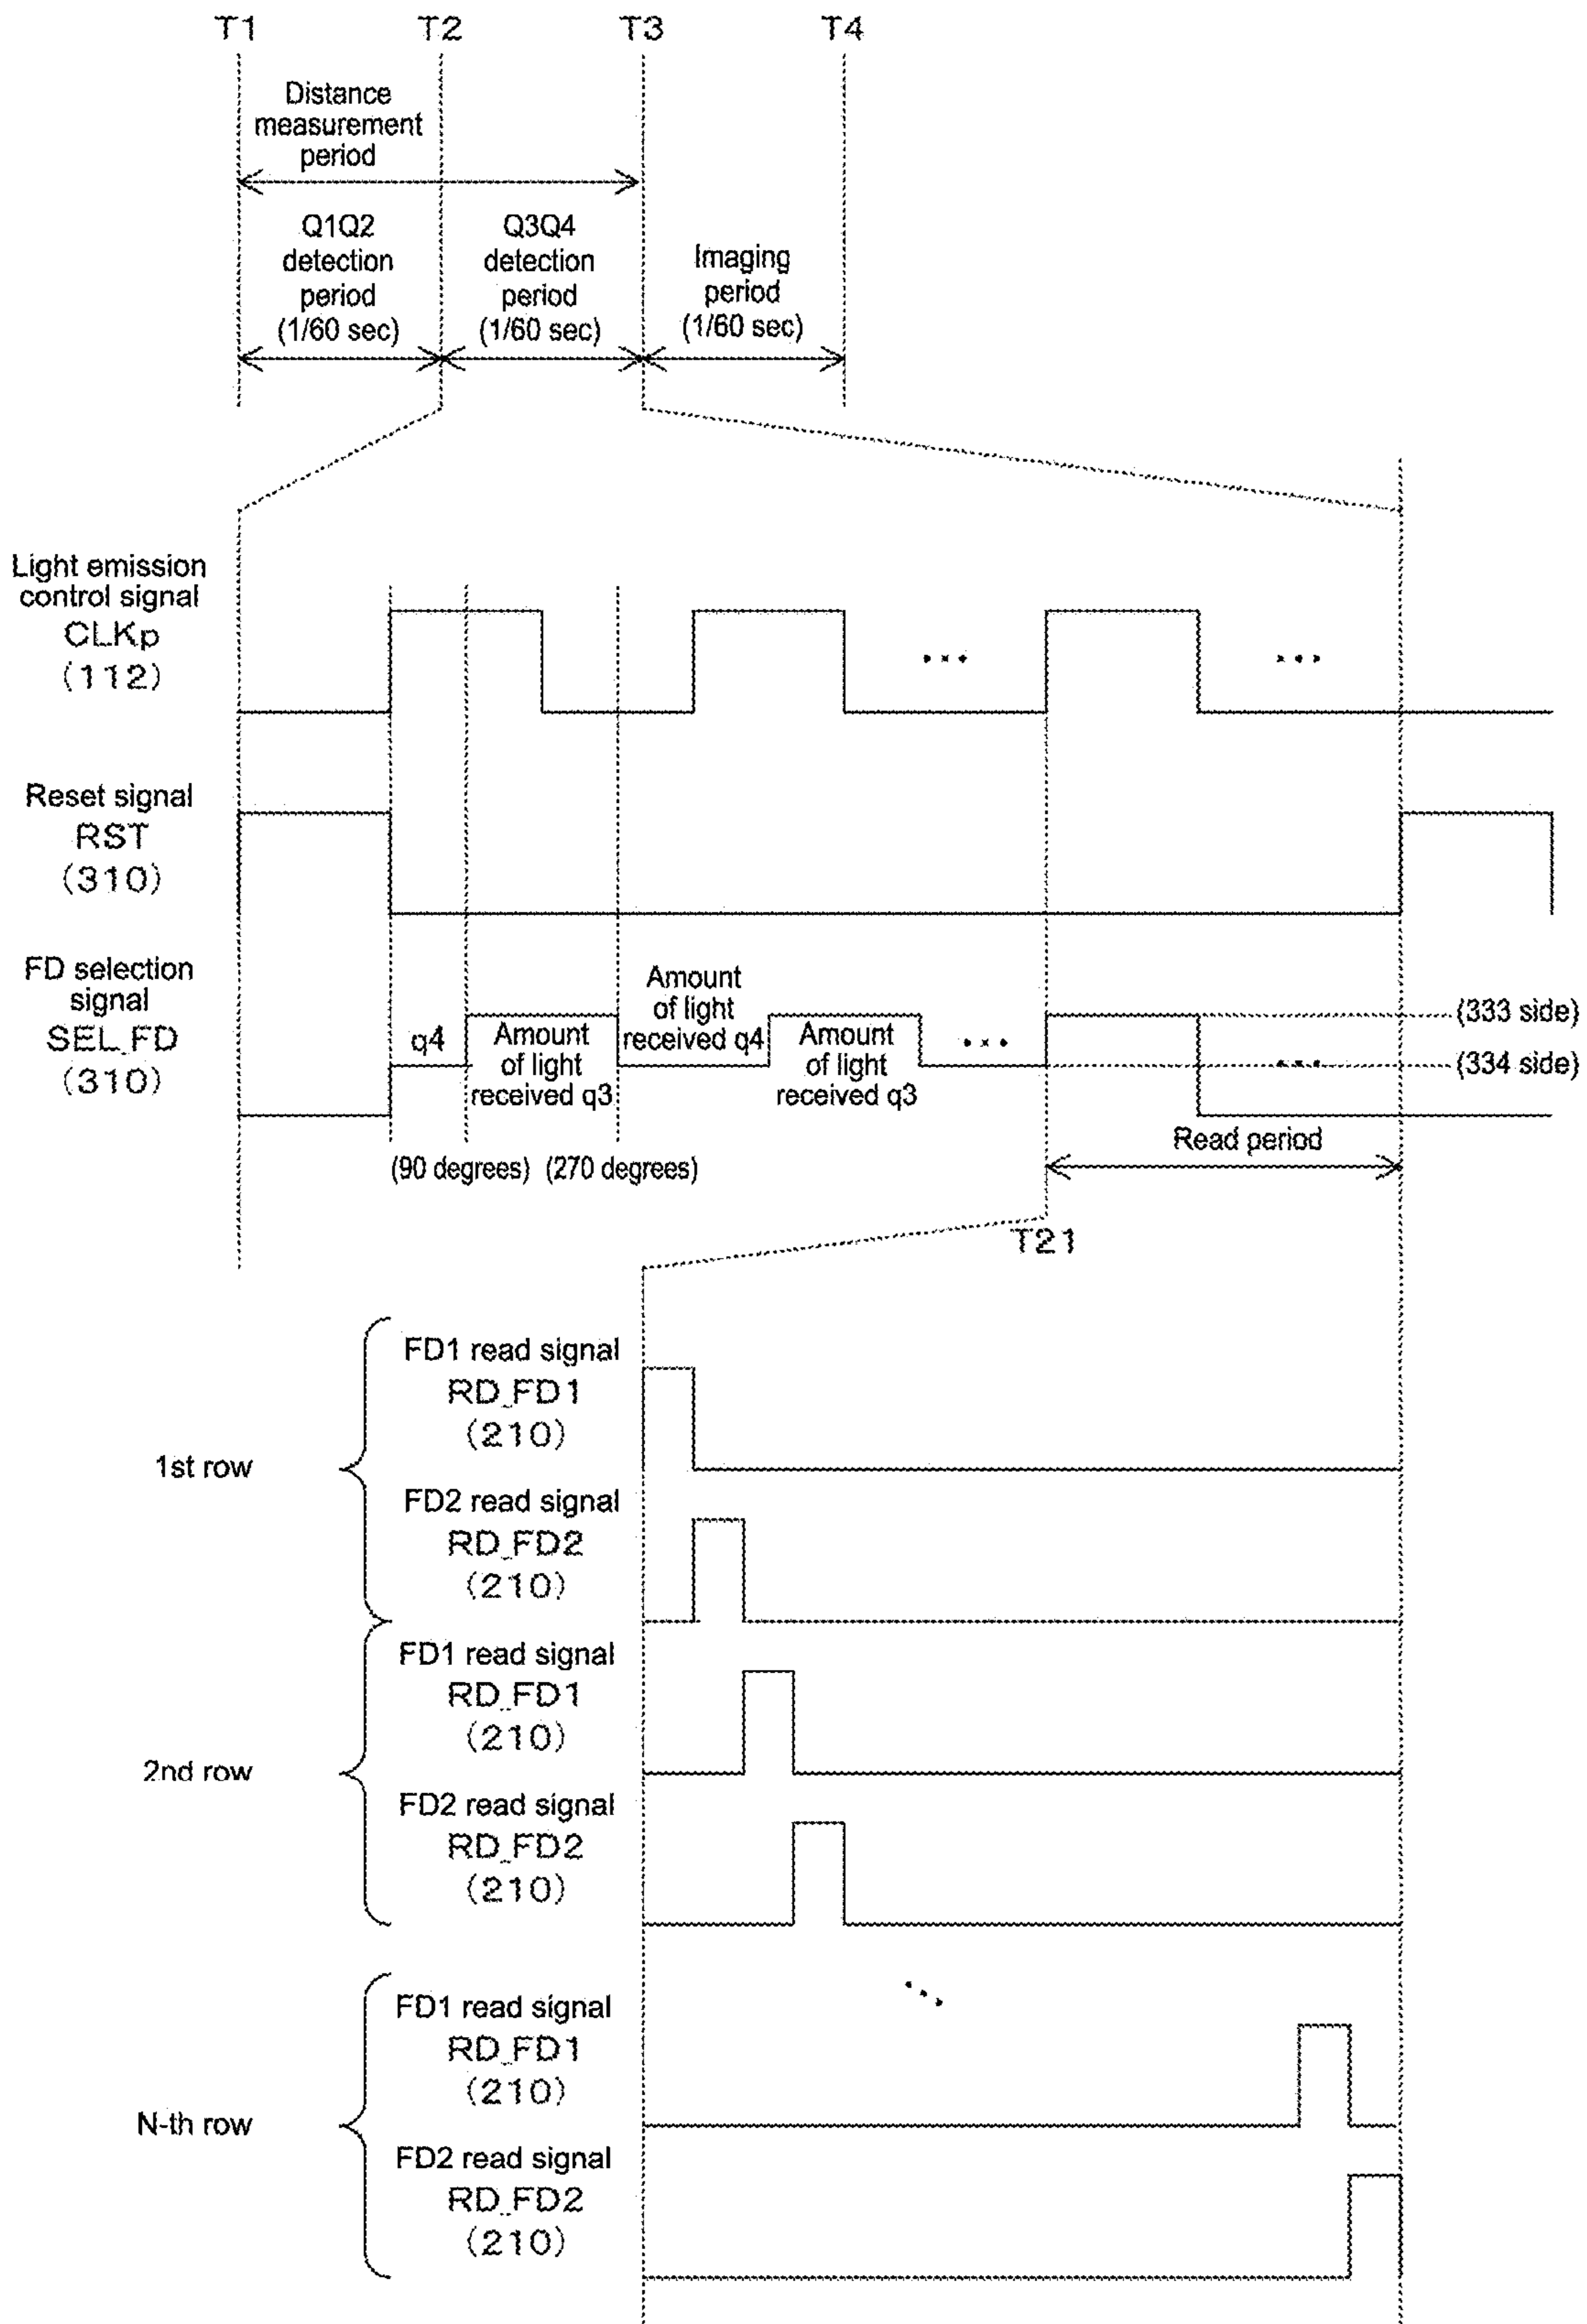 T1 T2 T3 T4
Distance
measurement
period
Q1Q2
detection
period
(1/60 sec)
Q3Q4
detection
period
(1/60 sec)
Imaging
period
(1/60 sec)
Light emission
control signal
CLKp
(112)
Reset signal
RST
(310)
FD selection
signal
SEL_FD
(310)
q4
Amount
of light
received q3
Amount
of light
received q4
Amount
of light
received q3
(333 side)
(334 side)
(90 degrees) (270 degrees)
Read period
T21
1st row
FD1 read signal
RD_FD1
(210)
FD2 read signal
RD_FD2
(210)
2nd row
FD1 read signal
RD_FD1
(210)
FD2 read signal
RD_FD2
(210)
N-th row
FD1 read signal
RD_FD1
(210)
FD2 read signal
RD_FD2
(210)